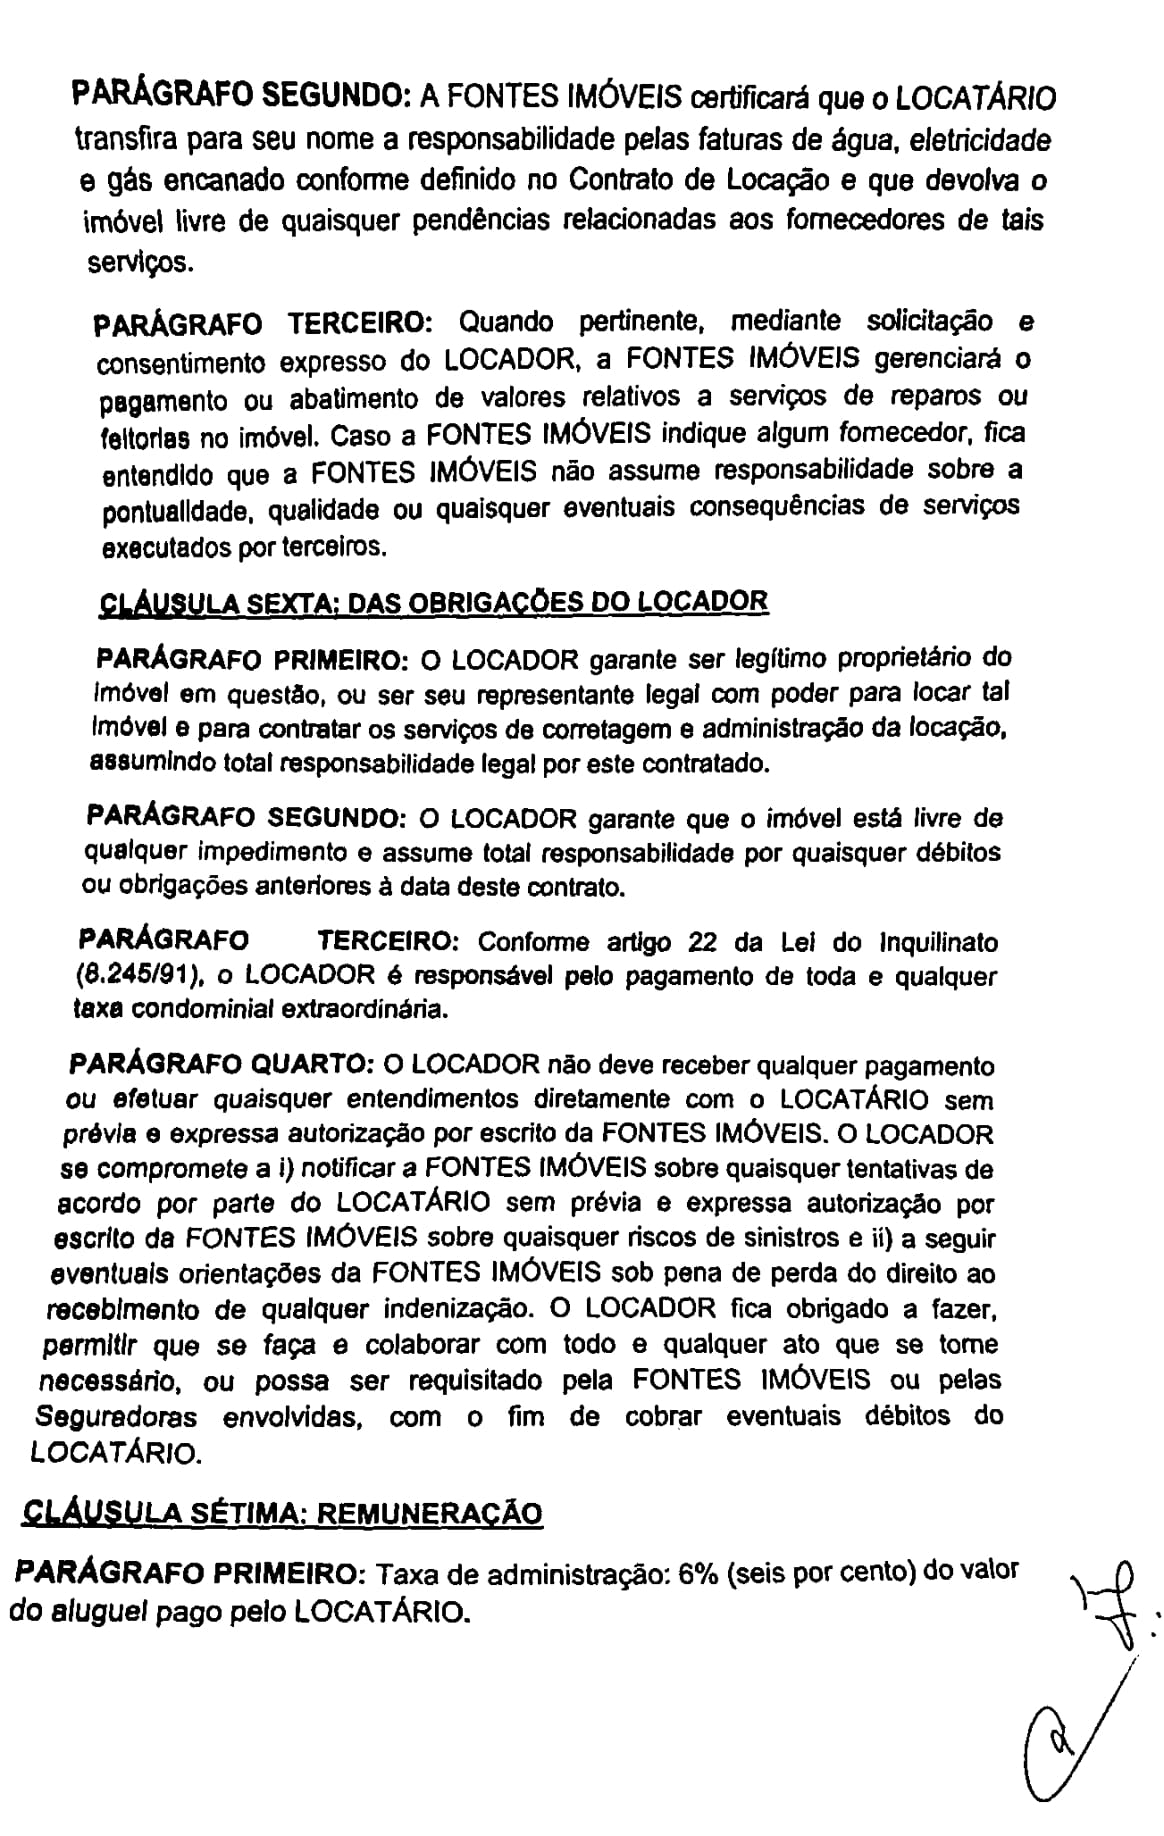 PARÁGRAFO SEGUNDO: A FONTES IMÓVEIS certificará que o LOCATÁRIO
transfira para seu nome a responsabilidade pelas faturas de água, eletricidade
e gás encanado conforme definido no Contrato de Locação e que devolva o
imóvel livre de quaisquer pendências relacionadas aos fornecedores de tais
serviços.
PARÁGRAFO TERCEIRO: Quando pertinente, mediante solicitação e
consentimento expresso do LOCADOR, a FONTES IMÓVEIS gerenciará o
pagamento ou abatimento de valores relativos a serviços de reparos ou
feitorias no imóvel. Caso a FONTES IMÓVEIS indique algum fornecedor, fica
entendido que a FONTES IMÓVEIS não assume responsabilidade sobre a
pontualidade, qualidade ou quaisquer eventuais consequências de serviços
executados por terceiros.
CLÁUSULA SEXTA: DAS OBRIGAÇÕES DO LOCADOR
PARÁGRAFO PRIMEIRO: O LOCADOR garante ser legítimo proprietário do
imóvel em questão, ou ser seu representante legal com poder para locar tal
imóvel e para contratar os serviços de corretagem e administração da locação,
assumindo total responsabilidade legal por este contratado.
PARÁGRAFO SEGUNDO: O LOCADOR garante que o imóvel está livre de
qualquer impedimento e assume total responsabilidade por quaisquer débitos
ou obrigações anteriores à data deste contrato.
PARÁGRAFO TERCEIRO: Conforme artigo 22 da Lei do Inquilinato
(8.245/91), o LOCADOR é responsável pelo pagamento de toda e qualquer
taxa condominial extraordinária.
PARÁGRAFO QUARTO: O LOCADOR não deve receber qualquer pagamento
ou efetuar quaisquer entendimentos diretamente com o LOCATÁRIO sem
prévia e expressa autorização por escrito da FONTES IMÓVEIS. O LOCADOR
se compromete a i) notificar a FONTES IMÓVEIS sobre quaisquer tentativas de
acordo por parte do LOCATÁRIO sem prévia e expressa autorização por
escrito da FONTES IMÓVEIS sobre quaisquer riscos de sinistros e ii) a seguir
eventuais orientações da FONTES IMÓVEIS sob pena de perda do direito ao
recebimento de qualquer indenização. O LOCADOR fica obrigado a fazer,
permitir que se faça e colaborar com todo e qualquer ato que se torne
necessário, ou possa ser requisitado pela FONTES IMÓVEIS ou pelas
Seguradoras envolvidas, com o fim de cobrar eventuais débitos do
LOCATÁRIO.
CLÁUSULA SÉTIMA: REMUNERAÇÃO
PARÁGRAFO PRIMEIRO: Taxa de administração: 6% (seis por cento) do valor
do aluguel pago pelo LOCATÁRIO.